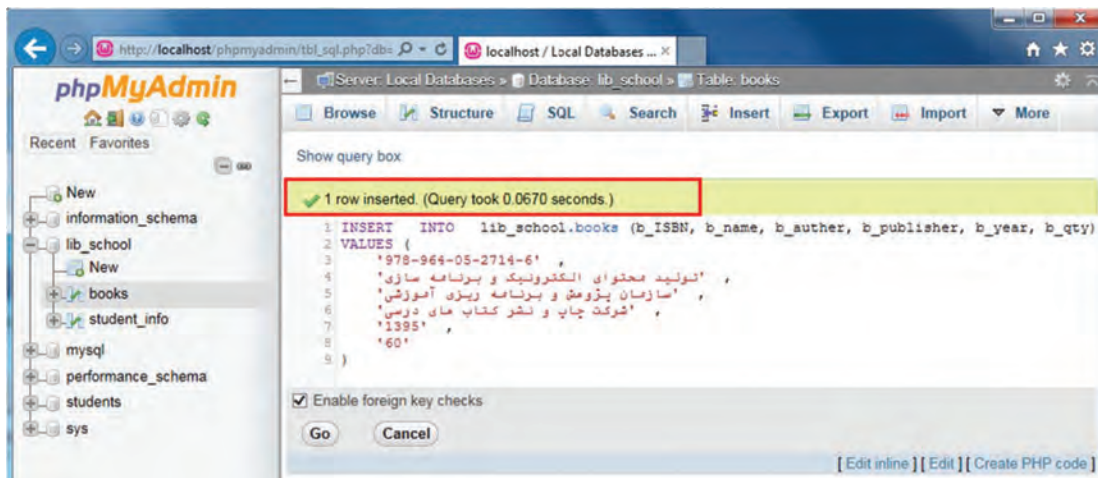 http://localhost/phpmyadmin/tbl_sql.php?db=
localhost / Local Databases ...
phpMyAdmin
Recent Favorites
New
information_schema
lib_school
New
books
student_info
mysql
performance_schema
students
sys
Server: Local Databases » Database: lib_school » Table: books
Browse Structure SQL Search Insert Export Import More
Show query box
1 row inserted. (Query took 0.0670 seconds.)
1 INSERT INTO lib_school.books (b_ISBN, b_name, b_auther, b_publisher, b_year, b_qty)
2 VALUES (
3 '978-964-05-2714-6' ,
4 'تولید محتوای الکترونیک و برنامه سازی' ,
5 'سازمان پژوهش و برنامه ریزی آموزشی' ,
6 'شرکت چاپ و نشر کتاب های درسی' ,
7 '1395' ,
8 '60'
9 )
Enable foreign key checks
Go Cancel
[ Edit inline ] [ Edit ] [ Create PHP code ]